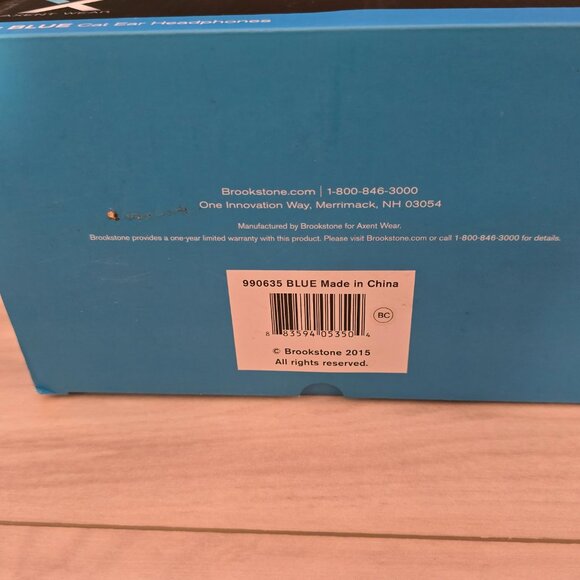 AXENT WEAR
BLUE Cat Ear Headphones
Brookstone.com | 1-800-846-3000
One Innovation Way, Merrimack, NH 03054
Manufactured by Brookstone for Axent Wear.
Brookstone provides a one-year limited warranty with this product. Please visit Brookstone.com or call 1-800-846-3000 for details.
990635 BLUE Made in China
BC
8 83594 05350 4
© Brookstone 2015
All rights reserved.